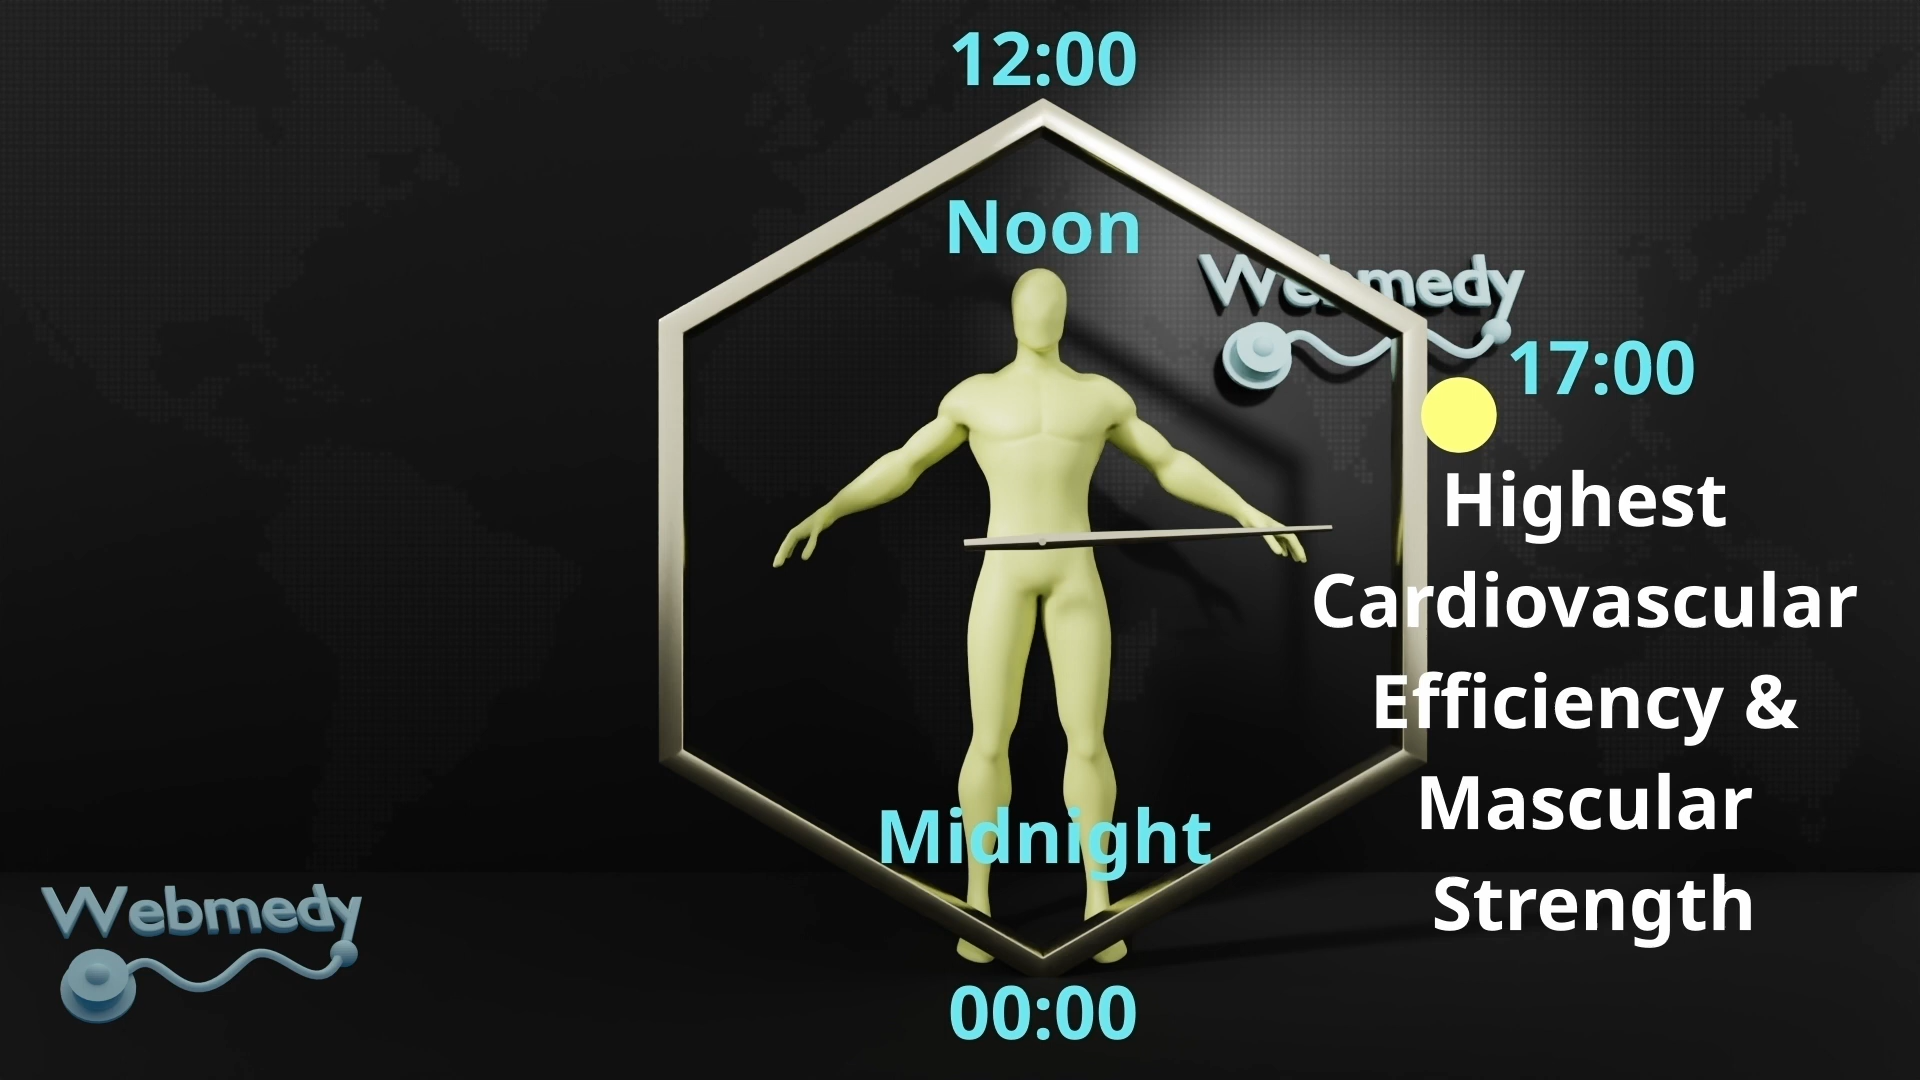 12:00
Noon
Webmedy
17:00
Highest
Cardiovascular
Efficiency &
Mascular
Strength
Midnight
Webmedy
00:00